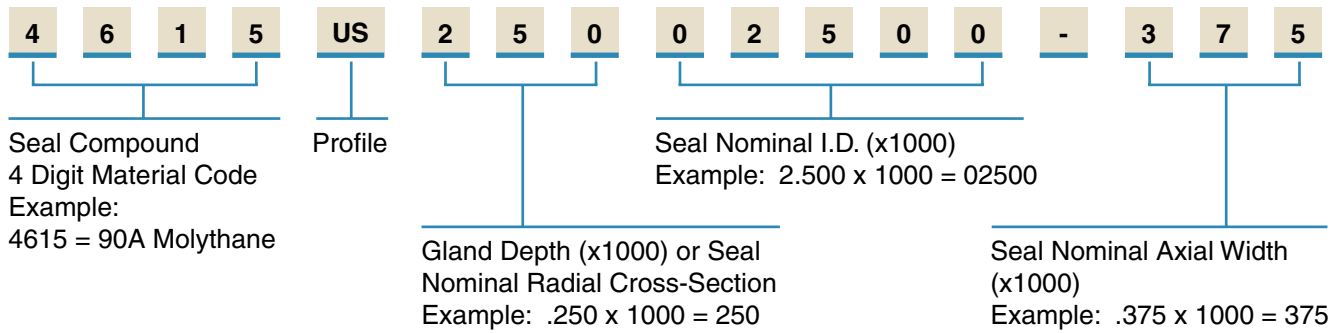 4 6 1 5 US 2 5 0 0 2 5 0 0 - 3 7 5
Seal Compound
4 Digit Material Code
Example:
4615 = 90A Molythane
Profile
Gland Depth (x1000) or Seal
Nominal Radial Cross-Section
Example: .250 x 1000 = 250
Seal Nominal I.D. (x1000)
Example: 2.500 x 1000 = 02500
Seal Nominal Axial Width
(x1000)
Example: .375 x 1000 = 375